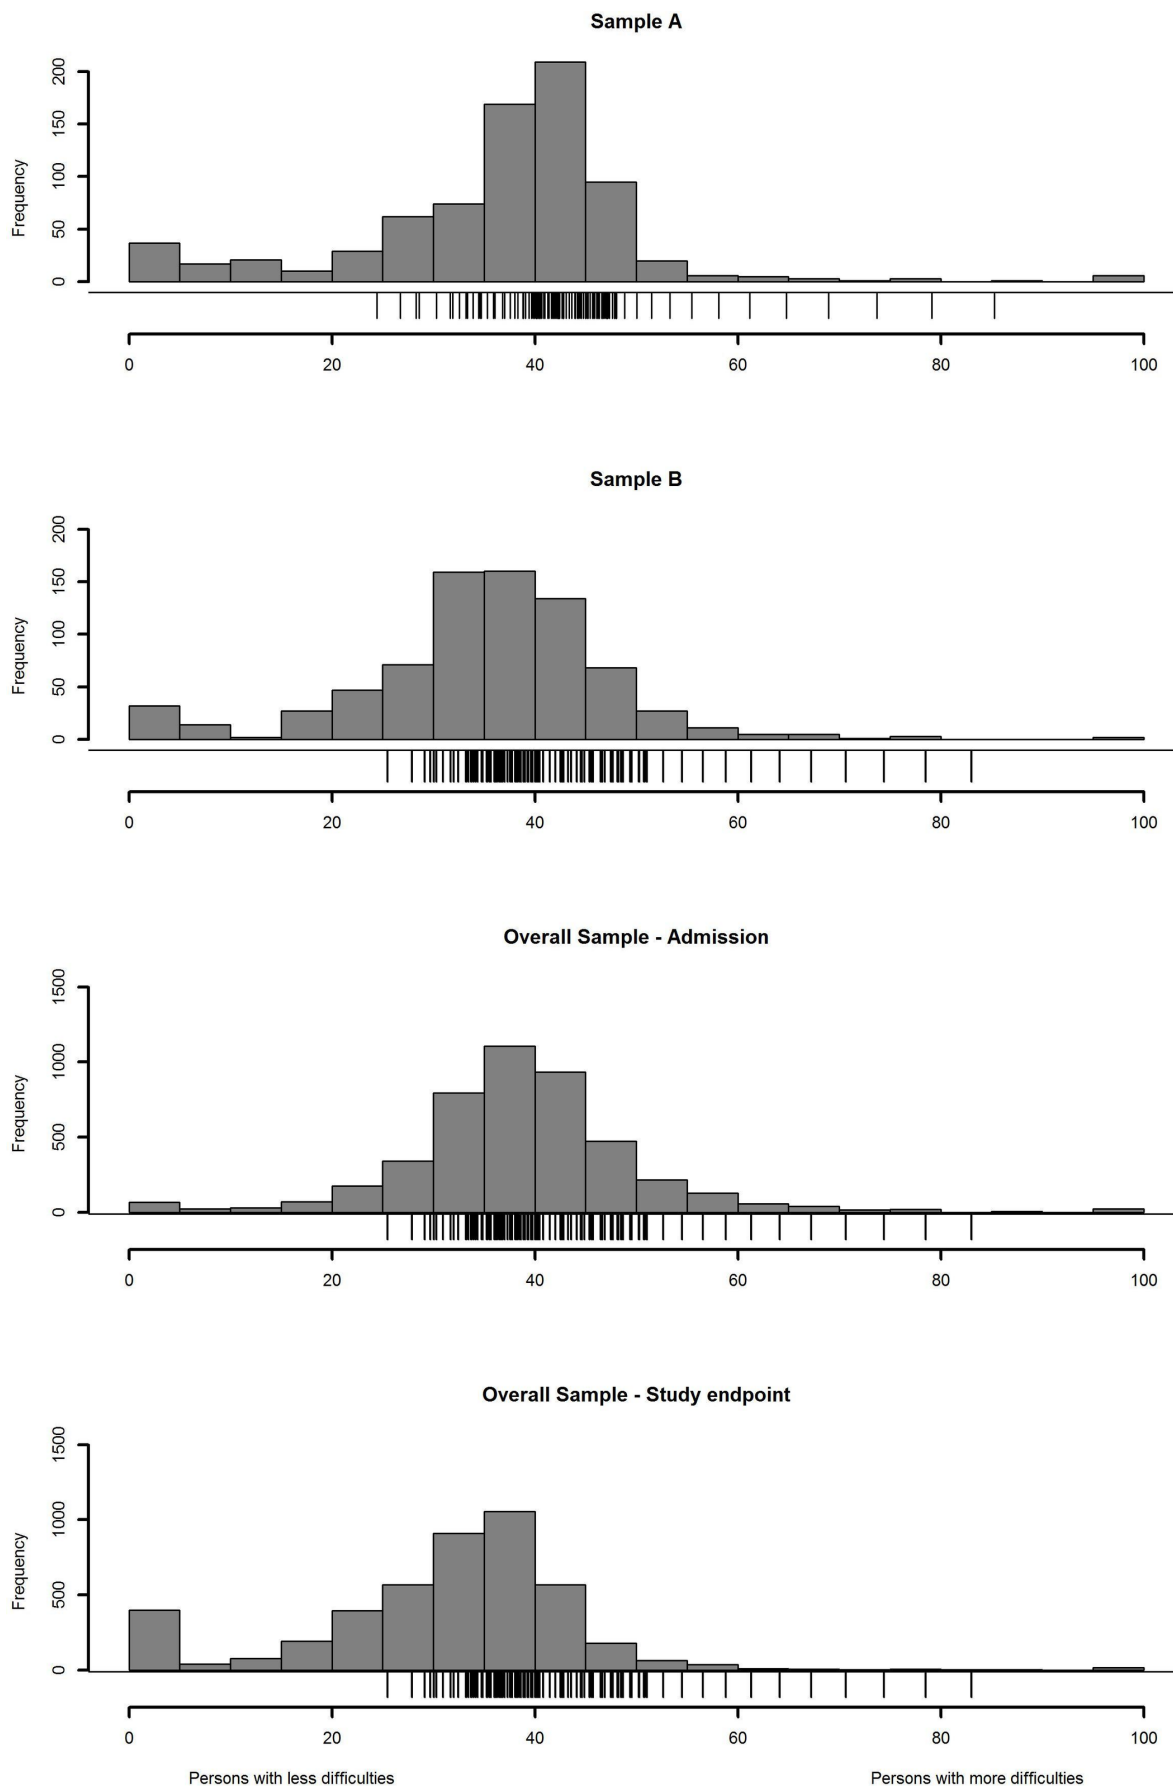 Sample A
Frequency
200
150
100
50
0
0 20 40 60 80 100
Sample B
Frequency
200
150
100
50
0
0 20 40 60 80 100
Overall Sample - Admission
Frequency
1500
1000
500
0
0 20 40 60 80 100
Overall Sample - Study endpoint
Frequency
1500
1000
500
0
0 20 40 60 80 100
Persons with less difficulties
Persons with more difficulties